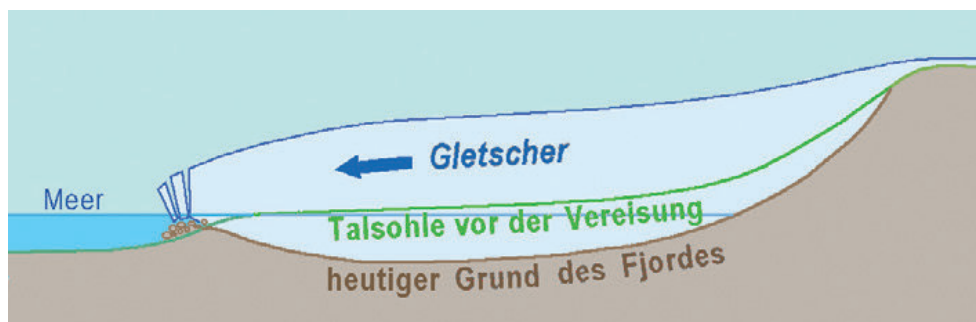 Gletscher
Meer
Talsohle vor der Vereisung
heutiger Grund des Fjordes